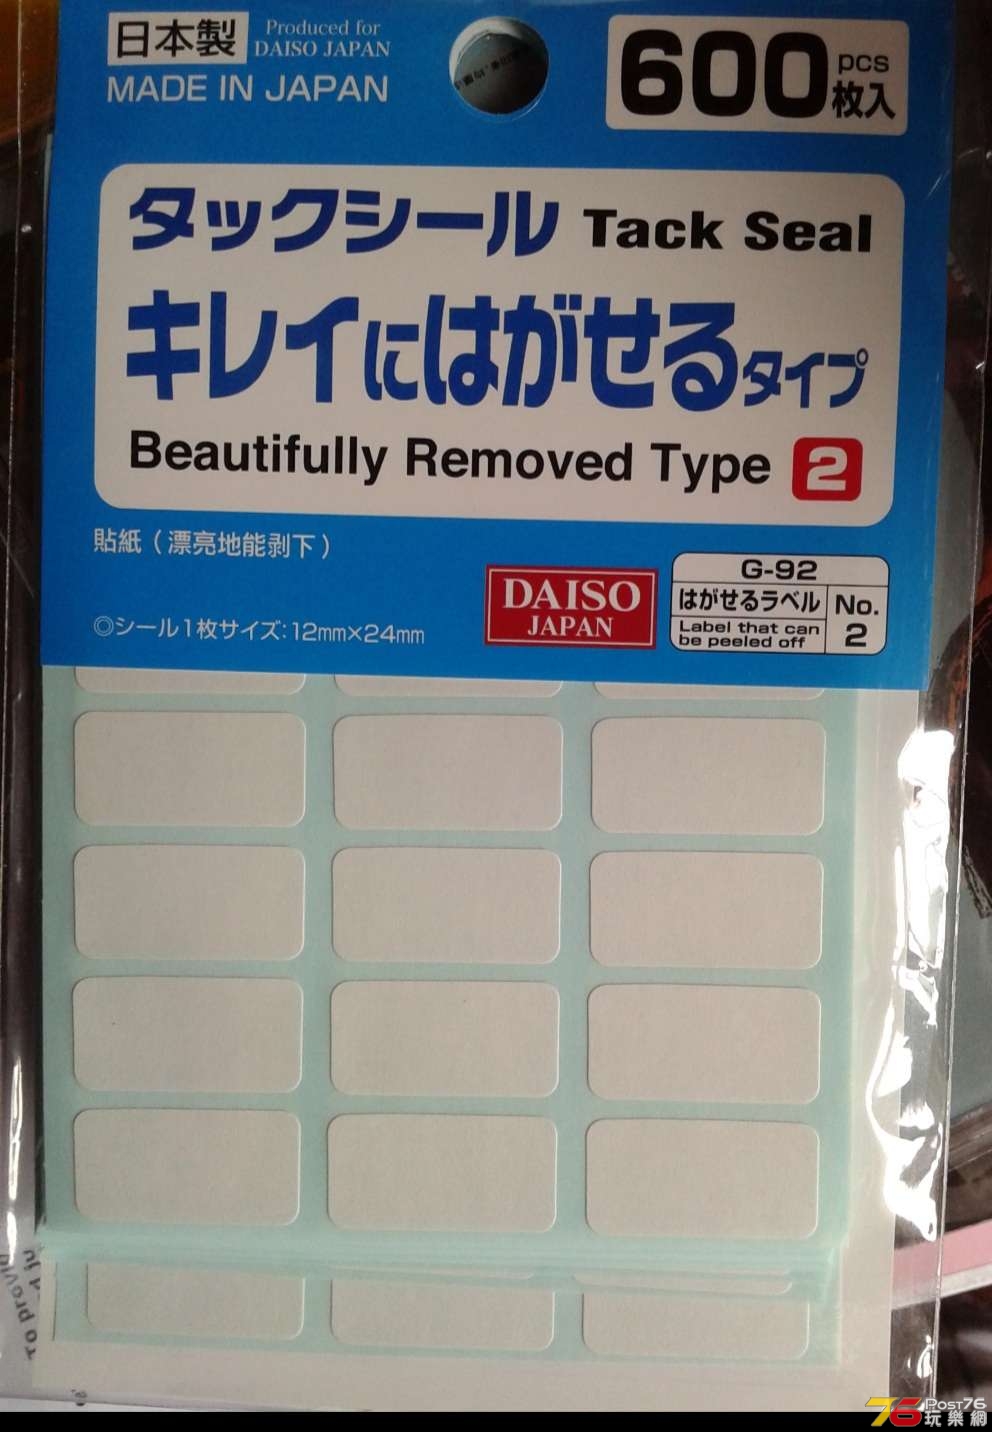 日本製 Produced for DAISO JAPAN
MADE IN JAPAN
600 pcs 枚入
タックシール Tack Seal
キレイにはがせるタイプ
Beautifully Removed Type 2
貼紙（漂亮地能剥下）
◎シール1枚サイズ:12mm×24mm
DAISO
JAPAN
G-92
はがせるラベル
Label that can
be peeled off
No.
2
To provi
76 Post76
玩樂網